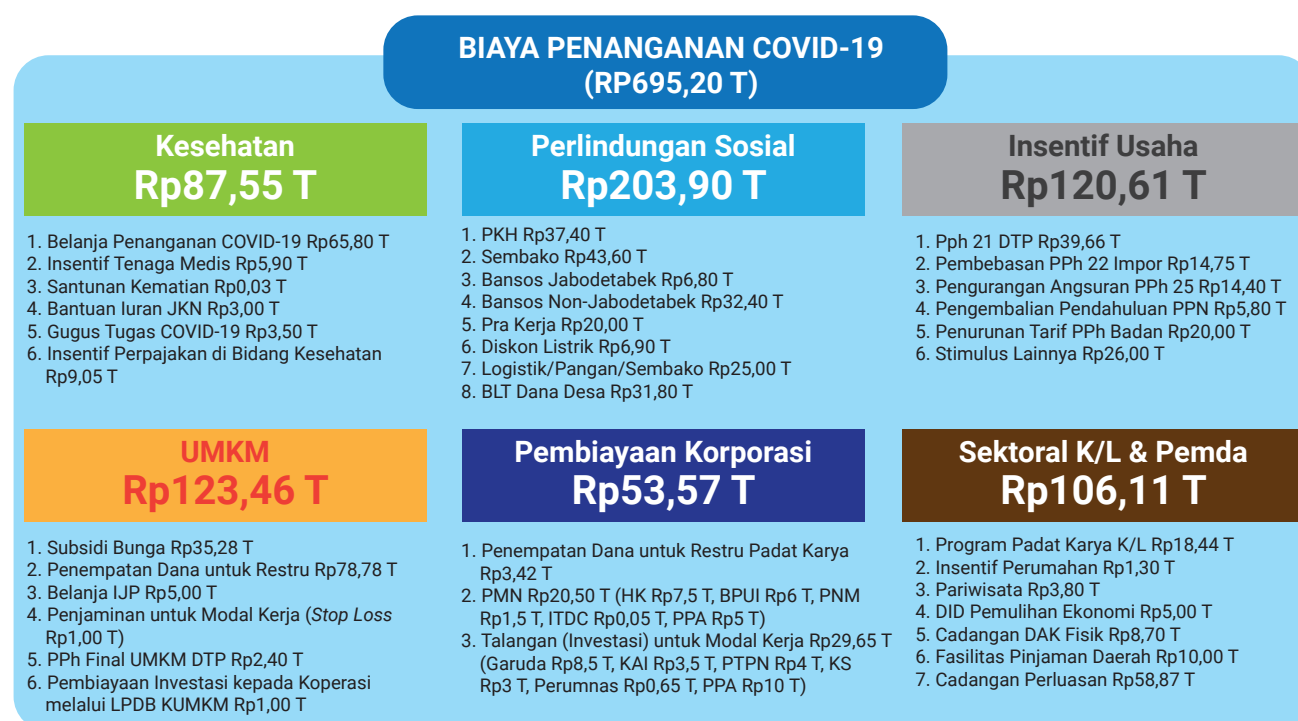 BIAYA PENANGANAN COVID-19
(RP695,20 T)
Kesehatan
Rp87,55 T
1. Belanja Penanganan COVID-19 Rp65,80 T
2. Insentif Tenaga Medis Rp5,90 T
3. Santunan Kematian Rp0,03 T
4. Bantuan Iuran JKN Rp3,00 T
5. Gugus Tugas COVID-19 Rp3,50 T
6. Insentif Perpajakan di Bidang Kesehatan
Rp9,05 T
Perlindungan Sosial
Rp203,90 T
1. PKH Rp37,40 T
2. Sembako Rp43,60 T
3. Bansos Jabodetabek Rp6,80 T
4. Bansos Non-Jabodetabek Rp32,40 T
5. Pra Kerja Rp20,00 T
6. Diskon Listrik Rp6,90 T
7. Logistik/Pangan/Sembako Rp25,00 T
8. BLT Dana Desa Rp31,80 T
Insentif Usaha
Rp120,61 T
1. Pph 21 DTP Rp39,66 T
2. Pembebasan PPh 22 Impor Rp14,75 T
3. Pengurangan Angsuran PPh 25 Rp14,40 T
4. Pengembalian Pendahuluan PPN Rp5,80 T
5. Penurunan Tarif PPh Badan Rp20,00 T
6. Stimulus Lainnya Rp26,00 T
UMKM
Rp123,46 T
1. Subsidi Bunga Rp35,28 T
2. Penempatan Dana untuk Restru Rp78,78 T
3. Belanja IJP Rp5,00 T
4. Penjaminan untuk Modal Kerja (Stop Loss
Rp1,00 T)
5. PPh Final UMKM DTP Rp2,40 T
6. Pembiayaan Investasi kepada Koperasi
melalui LPDB KUMKM Rp1,00 T
Pembiayaan Korporasi
Rp53,57 T
1. Penempatan Dana untuk Restru Padat Karya
Rp3,42 T
2. PMN Rp20,50 T (HK Rp7,5 T, BPUI Rp6 T, PNM
Rp1,5 T, ITDC Rp0,05 T, PPA Rp5 T)
3. Talangan (Investasi) untuk Modal Kerja Rp29,65 T
(Garuda Rp8,5 T, KAI Rp3,5 T, PTPN Rp4 T, KS
Rp3 T, Perumnas Rp0,65 T, PPA Rp10 T)
Sektoral K/L & Pemda
Rp106,11 T
1. Program Padat Karya K/L Rp18,44 T
2. Insentif Perumahan Rp1,30 T
3. Pariwisata Rp3,80 T
4. DID Pemulihan Ekonomi Rp5,00 T
5. Cadangan DAK Fisik Rp8,70 T
6. Fasilitas Pinjaman Daerah Rp10,00 T
7. Cadangan Perluasan Rp58,87 T